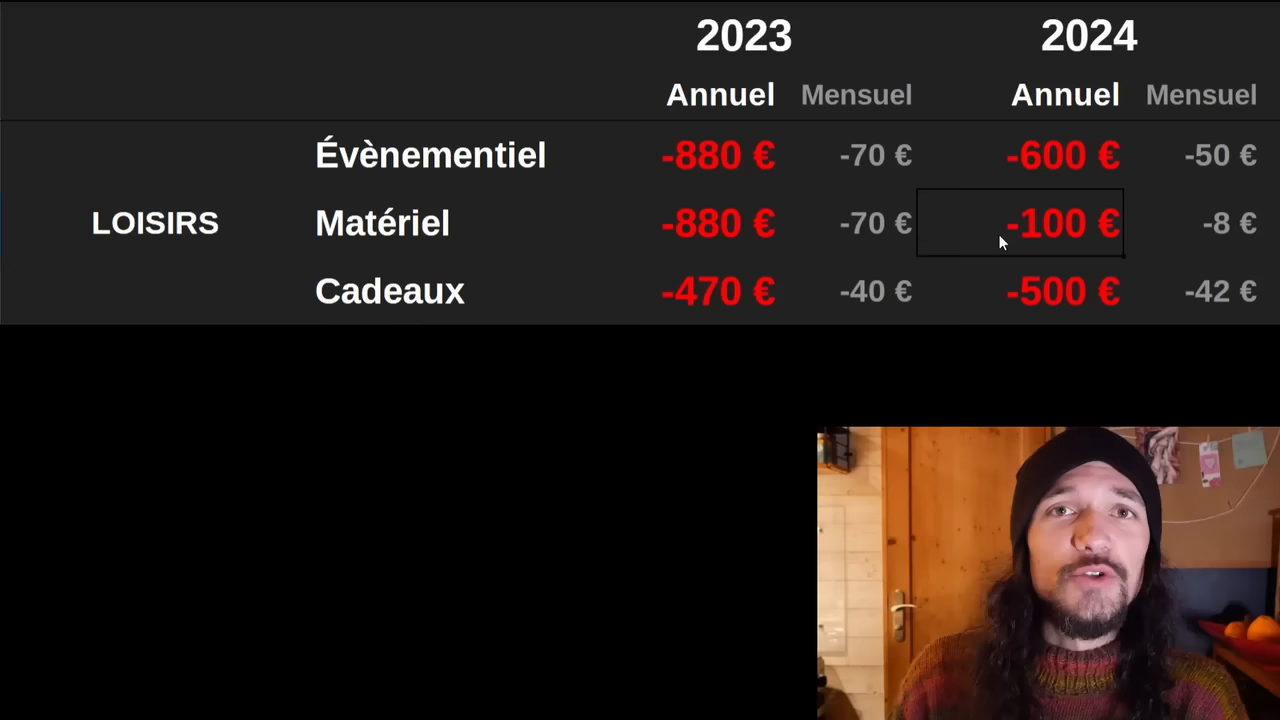 2023 2024
Annuel Mensuel Annuel Mensuel
Évènementiel -880 € -70 € -600 € -50 €
LOISIRS Matériel -880 € -70 € -100 € -8 €
Cadeaux -470 € -40 € -500 € -42 €